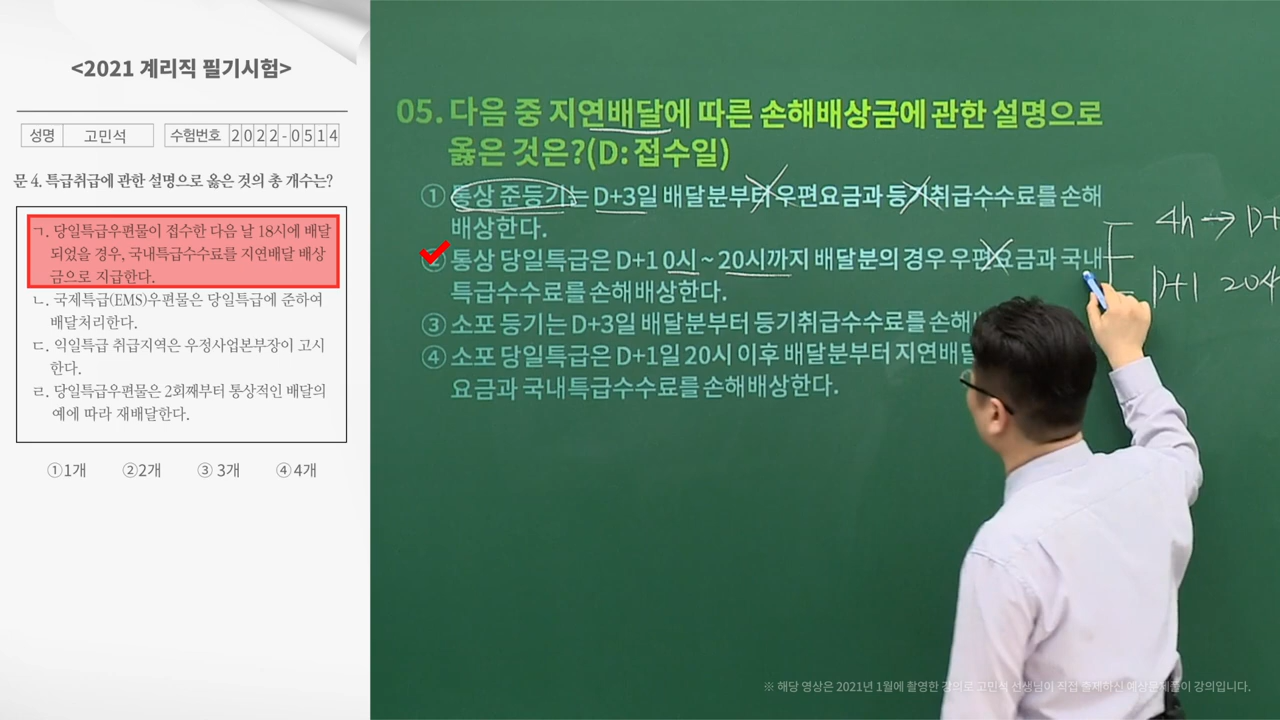 <2021 계리직 필기시험>
성명 고민석 수험번호 2022-0514
문 4. 특급취급에 관한 설명으로 옳은 것의 총 개수는?
ㄱ. 당일특급우편물이 접수한 다음 날 18시에 배달
되었을 경우, 국내특급수수료를 지연배달 배상
금으로 지급한다.
ㄴ. 국제특급(EMS)우편물은 당일특급에 준하여
배달처리한다.
ㄷ. 익일특급 취급지역은 우정사업본부장이 고시
한다.
ㄹ. 당일특급우편물은 2회째부터 통상적인 배달의
예에 따라 재배달한다.
①1개 ②2개 ③ 3개 ④ 4개
05. 다음 중 지연배달에 따른 손해배상금에 관한 설명으로
옳은 것은?(D: 접수일)
① 통상 준등기는 D+3일 배달분부터 우편요금과 등기취급수수료를 손해
배상한다.
② 통상 당일특급은 D+1 0시 ~ 20시까지 배달분의 경우 우편요금과 국내
특급수수료를 손해배상한다.
③ 소포 등기는 D+3일 배달분부터 등기취급수수료를 손해
④ 소포 당일특급은 D+1일 20시 이후 배달분부터 지연배달
요금과 국내특급수수료를 손해배상한다.
4h → D+
D+1 20시
※ 해당 영상은 2021년 1월에 촬영한 강의로 고민석 선생님이 직접 출제하신 예상문제풀이 강의입니다.